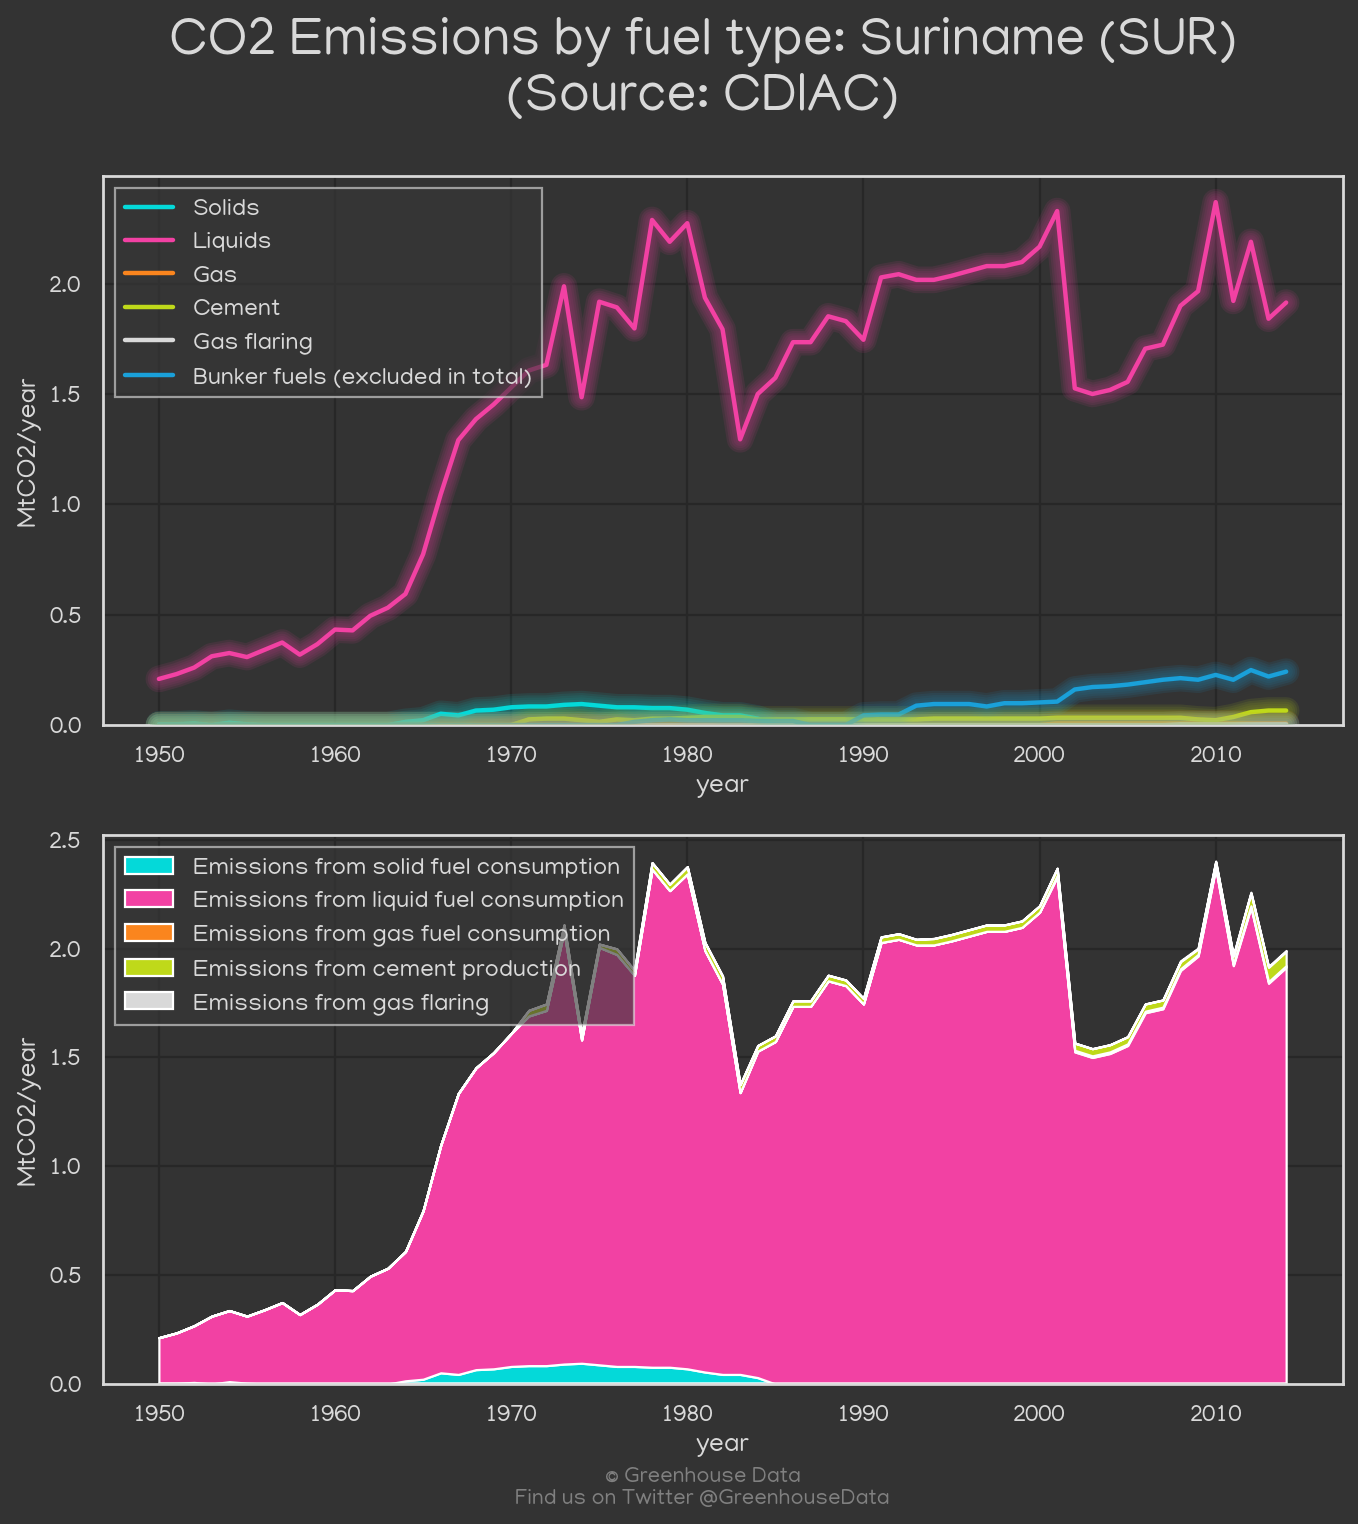 CO2 Emissions by fuel type: Suriname (SUR)
(Source: CDIAC)
Solids
Liquids
Gas
Cement
Gas flaring
Bunker fuels (excluded in total)
MtCO2/year
2.0
1.5
1.0
0.5
0.0
1950 1960 1970 1980 1990 2000 2010
year
Emissions from solid fuel consumption
Emissions from liquid fuel consumption
Emissions from gas fuel consumption
Emissions from cement production
Emissions from gas flaring
MtCO2/year
2.5
2.0
1.5
1.0
0.5
0.0
1950 1960 1970 1980 1990 2000 2010
year
© Greenhouse Data
Find us on Twitter @GreenhouseData